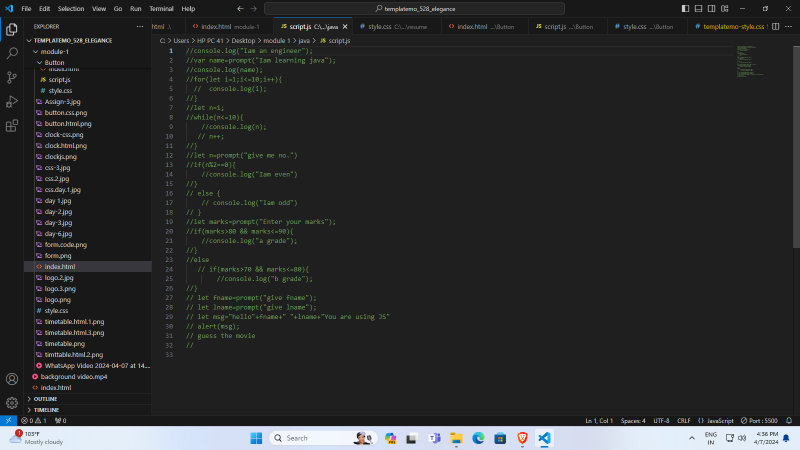 File Edit Selection View Go Run Terminal Help
templatemo_528_elegance
EXPLORER
TEMPLATEMO_528_ELEGANCE
module-1
Button
index.html
script.js
style.css
Assign-3.jpg
button.css.png
button.html.png
clock-css.png
clock.html.png
clockjs.png
css-3.jpg
css.2.jpg
css.day.1.jpg
day 1.jpg
day-2.jpg
day-3.jpg
day-6.jpg
form.code.png
form.png
index.html
logo.2.jpg
logo.3.png
logo.png
style.css
timetable.html.1.png
timetable.html.3.png
timetable.png
timttable.html.2.png
WhatsApp Video 2024-04-07 at 14....
background video.mp4
index.html
OUTLINE
TIMELINE
html .\
index.html module-1
script.js C:\...\java
style.css C:\...\resume
index.html ...\Button
script.js ...\Button
style.css ...\Button
templatemo-style.css
C: > Users > HP PC 41 > Desktop > module 1 > java > script.js
1 //console.log("Iam an engineer");
2 //var name=prompt("Iam learning java");
3 //console.log(name);
4 //for(let i=1;i<=10;i++){
5 // console.log(i);
6 //}
7 //let n=1;
8 //while(n<=10){
9 //console.log(n);
10 // n++;
11 //}
12 //let n=prompt("give me no.")
13 //if(n%2==0){
14 //console.log("Iam even")
15 //}
16 // else {
17 // console.log("Iam odd")
18 // }
19 //let marks=prompt("Enter your marks");
20 //if(marks>80 && marks<=90){
21 //console.log("a grade");
22 //}
23 //else
24 // if(marks>70 && marks<=80){
25 //console.log("b grade");
26 //}
27 // let fname=prompt("give fname");
28 // let lname=prompt("give lname");
29 // let msg="hello"+fname+" "+lname+"You are using JS"
30 // alert(msg);
31 // guess the movie
32 //
33
0 1 0
Ln 1, Col 1 Spaces: 4 UTF-8 CRLF {} JavaScript Port : 5500
1
103°F
Mostly cloudy
Search
ENG
IN
4:36 PM
4/7/2024